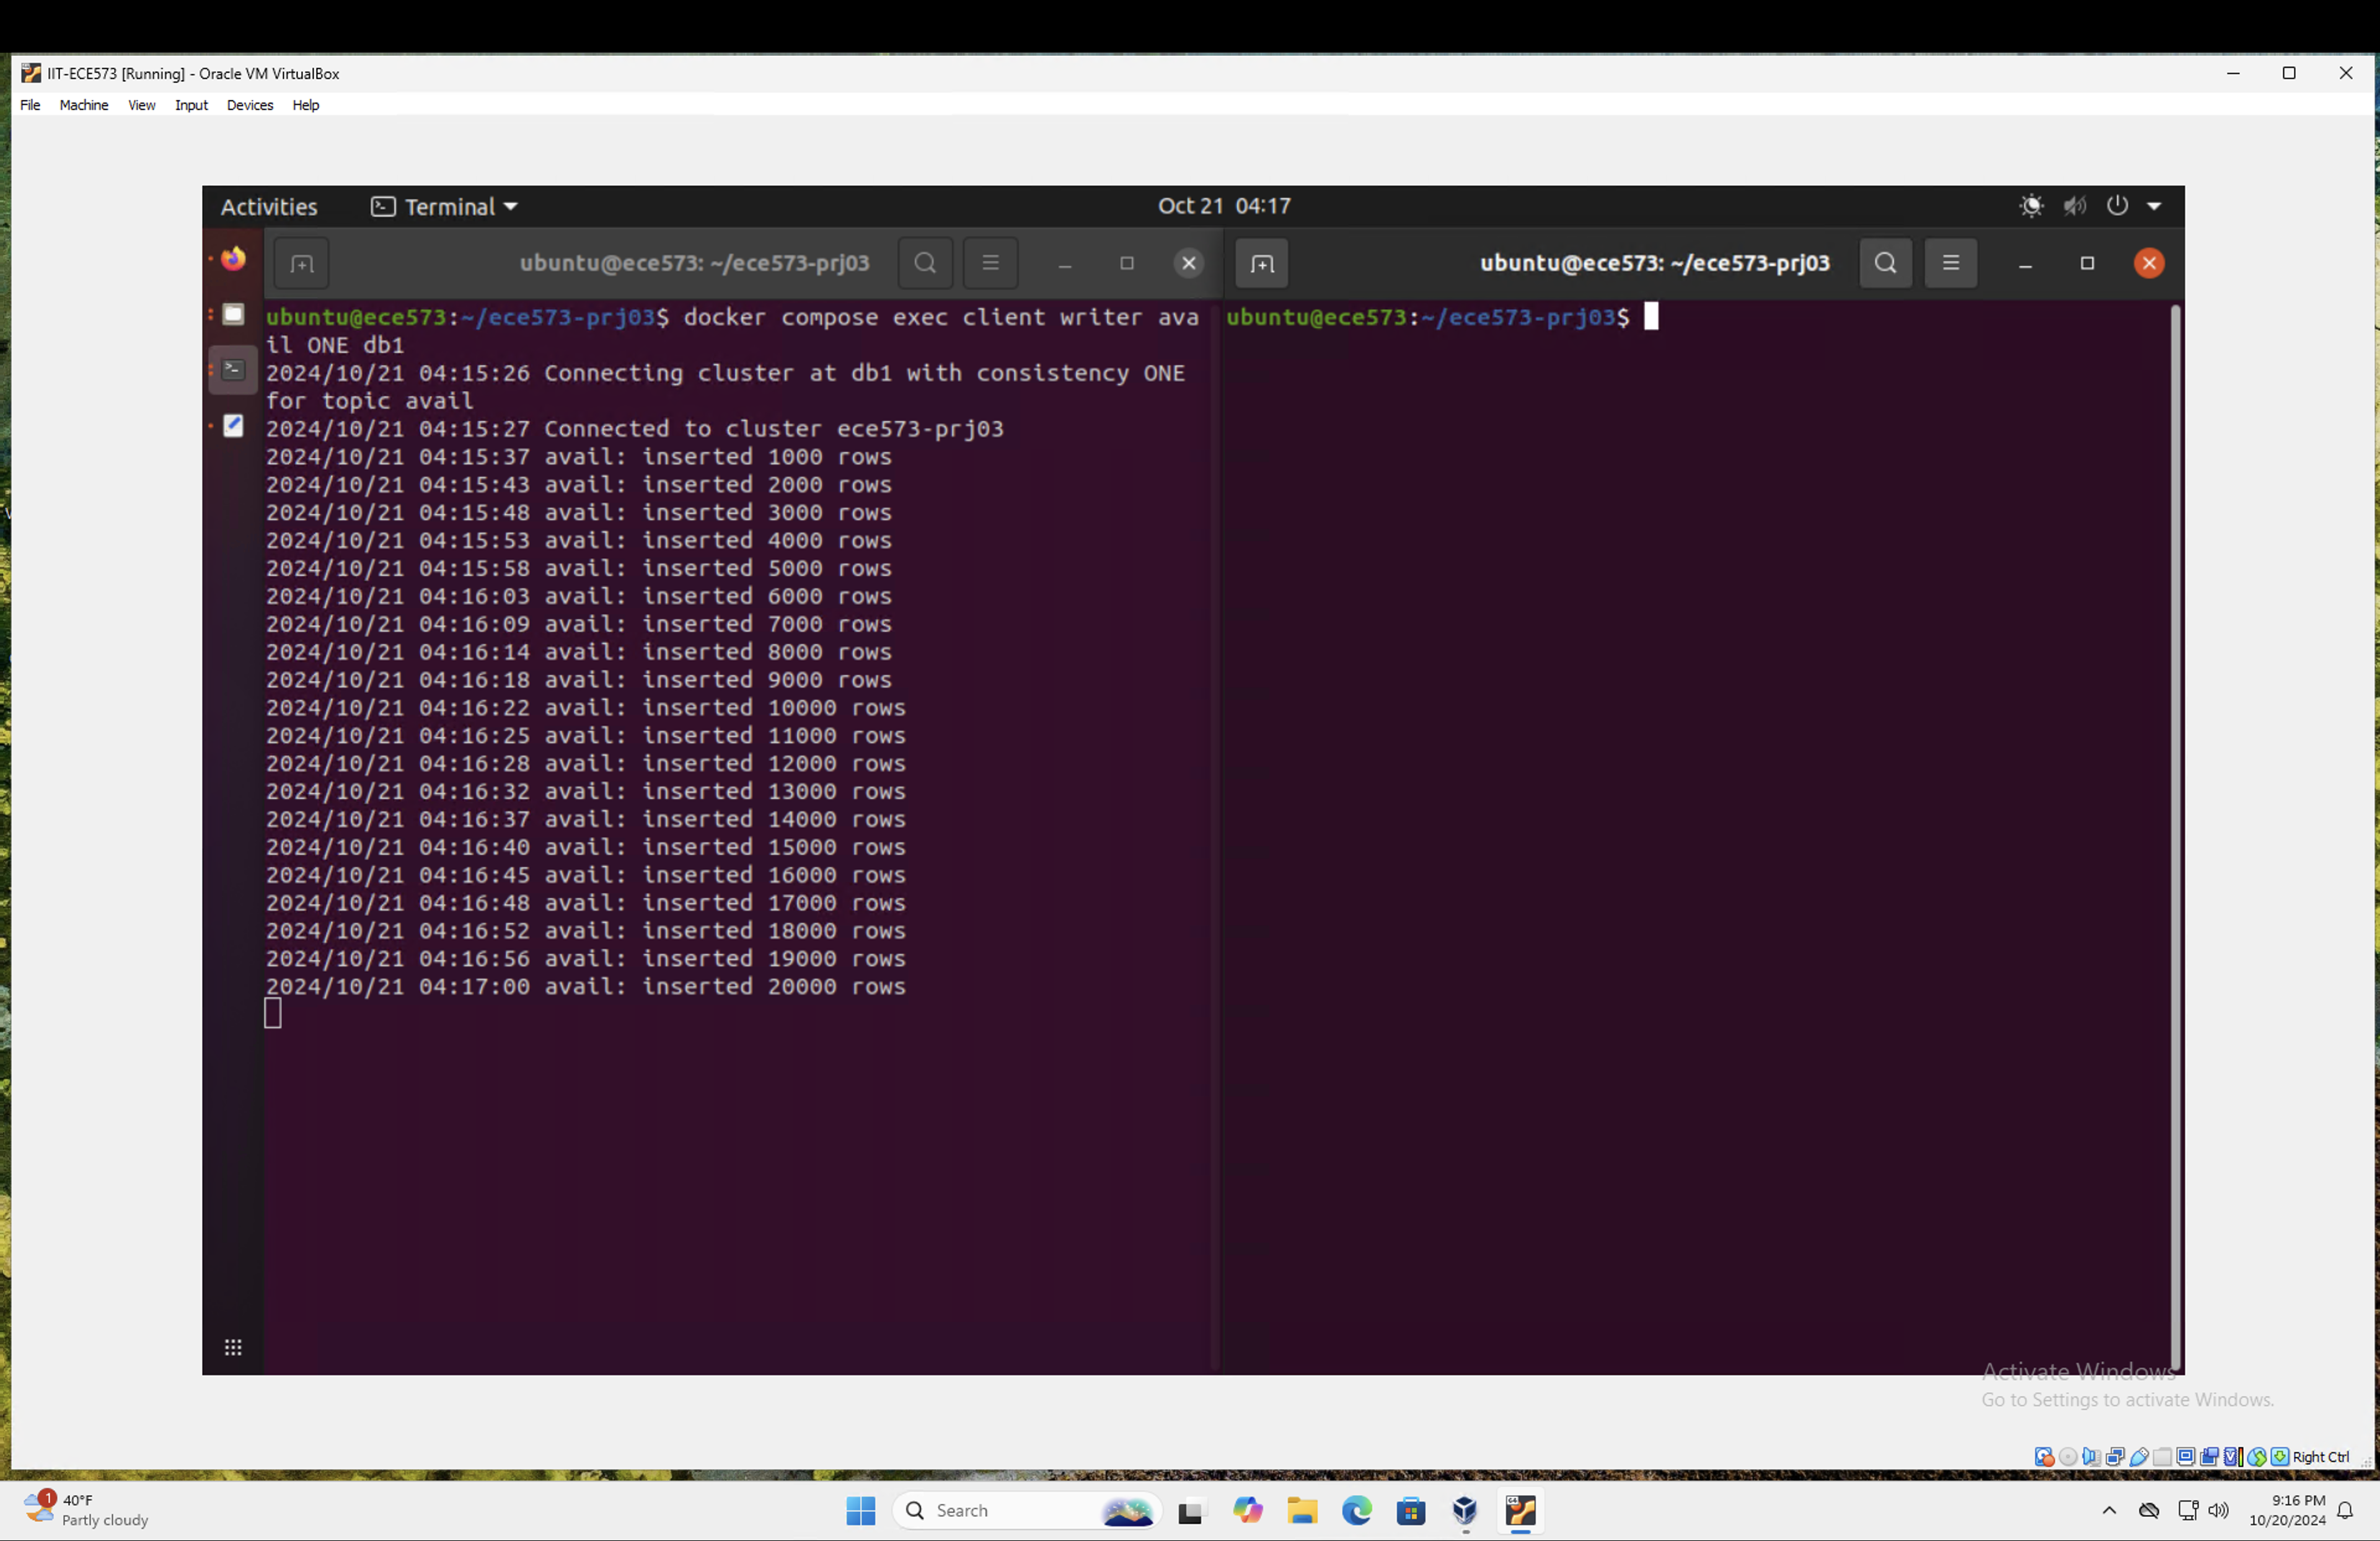 IIT-ECE573 [Running] - Oracle VM VirtualBox
File Machine View Input Devices Help
Activities Terminal Oct 21 04:17
ubuntu@ece573: ~/ece573-prj03
ubuntu@ece573:~/ece573-prj03$ docker compose exec client writer ava
il ONE db1
2024/10/21 04:15:26 Connecting cluster at db1 with consistency ONE
for topic avail
2024/10/21 04:15:27 Connected to cluster ece573-prj03
2024/10/21 04:15:37 avail: inserted 1000 rows
2024/10/21 04:15:43 avail: inserted 2000 rows
2024/10/21 04:15:48 avail: inserted 3000 rows
2024/10/21 04:15:53 avail: inserted 4000 rows
2024/10/21 04:15:58 avail: inserted 5000 rows
2024/10/21 04:16:03 avail: inserted 6000 rows
2024/10/21 04:16:09 avail: inserted 7000 rows
2024/10/21 04:16:14 avail: inserted 8000 rows
2024/10/21 04:16:18 avail: inserted 9000 rows
2024/10/21 04:16:22 avail: inserted 10000 rows
2024/10/21 04:16:25 avail: inserted 11000 rows
2024/10/21 04:16:28 avail: inserted 12000 rows
2024/10/21 04:16:32 avail: inserted 13000 rows
2024/10/21 04:16:37 avail: inserted 14000 rows
2024/10/21 04:16:40 avail: inserted 15000 rows
2024/10/21 04:16:45 avail: inserted 16000 rows
2024/10/21 04:16:48 avail: inserted 17000 rows
2024/10/21 04:16:52 avail: inserted 18000 rows
2024/10/21 04:16:56 avail: inserted 19000 rows
2024/10/21 04:17:00 avail: inserted 20000 rows
ubuntu@ece573: ~/ece573-prj03
ubuntu@ece573:~/ece573-prj03$
Activate Windows
Go to Settings to activate Windows.
Right Ctrl
1
40°F
Partly cloudy
Search
9:16 PM
10/20/2024